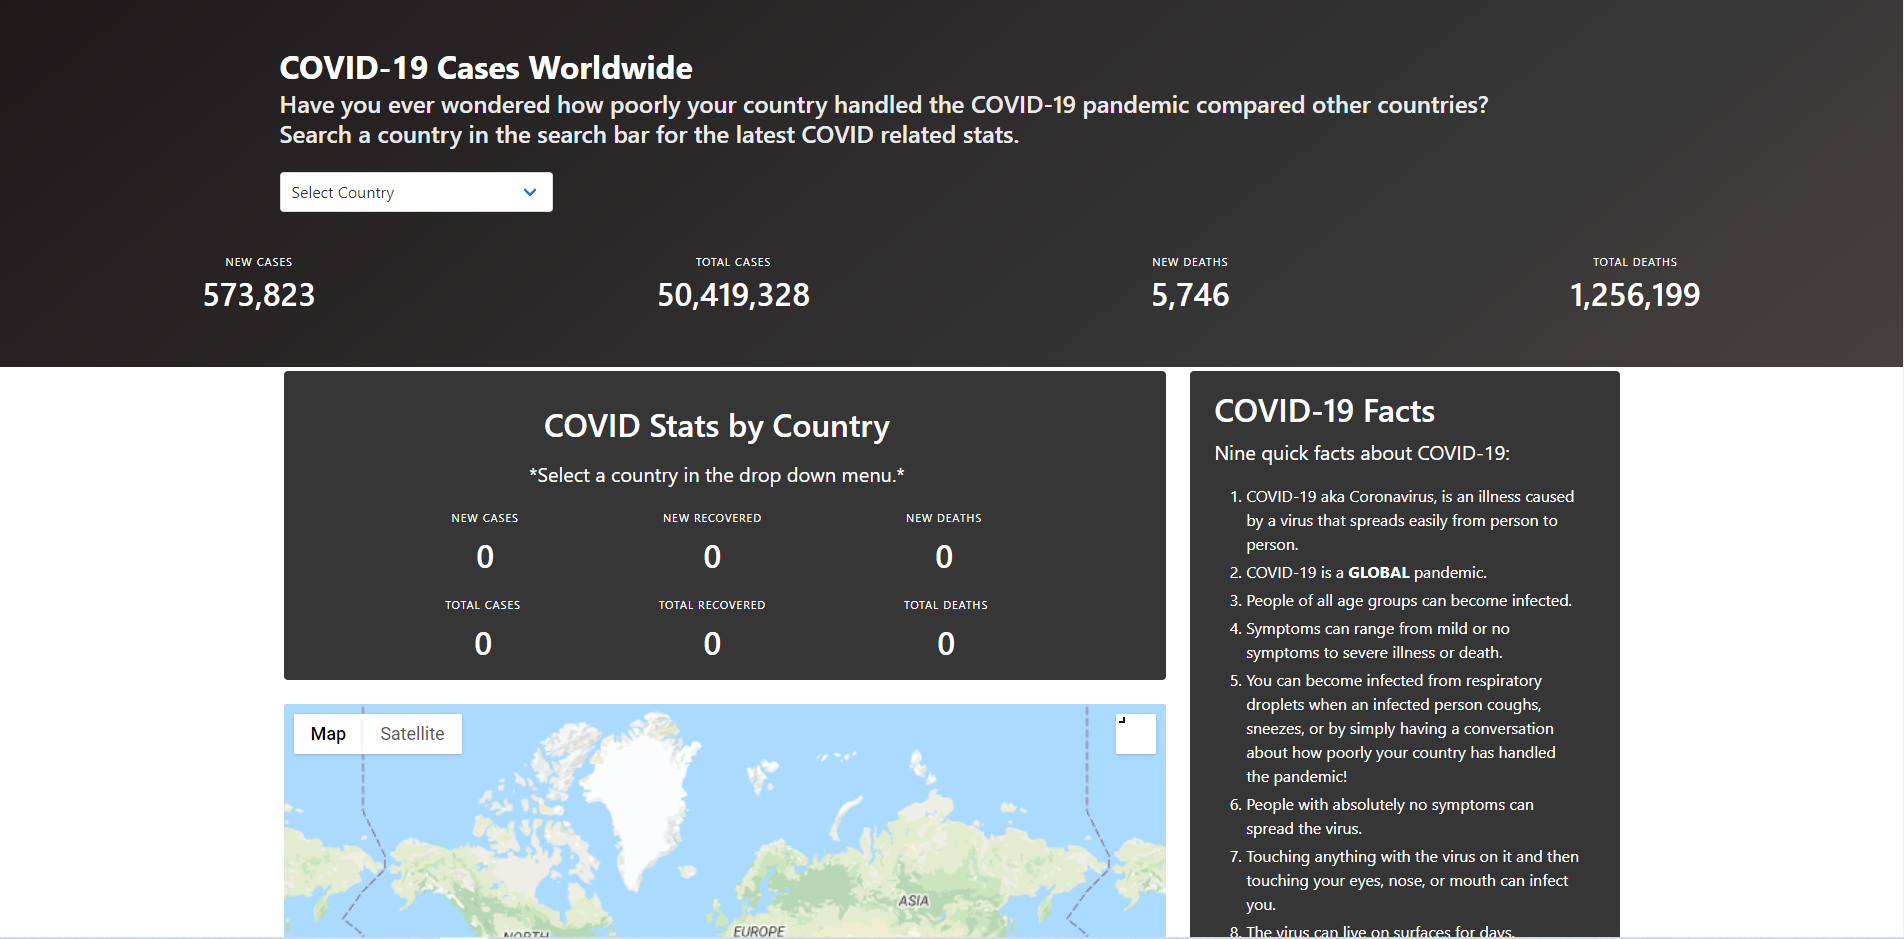 COVID-19 Cases Worldwide
Have you ever wondered how poorly your country handled the COVID-19 pandemic compared other countries?
Search a country in the search bar for the latest COVID related stats.
Select Country
NEW CASES
573,823
TOTAL CASES
50,419,328
NEW DEATHS
5,746
TOTAL DEATHS
1,256,199
COVID Stats by Country
*Select a country in the drop down menu.*
NEW CASES
0
NEW RECOVERED
0
NEW DEATHS
0
TOTAL CASES
0
TOTAL RECOVERED
0
TOTAL DEATHS
0
Map
Satellite
ASIA
EUROPE
NORTH
COVID-19 Facts
Nine quick facts about COVID-19:
1. COVID-19 aka Coronavirus, is an illness caused
by a virus that spreads easily from person to
person.
2. COVID-19 is a GLOBAL pandemic.
3. People of all age groups can become infected.
4. Symptoms can range from mild or no
symptoms to severe illness or death.
5. You can become infected from respiratory
droplets when an infected person coughs,
sneezes, or by simply having a conversation
about how poorly your country has handled
the pandemic!
6. People with absolutely no symptoms can
spread the virus.
7. Touching anything with the virus on it and then
touching your eyes, nose, or mouth can infect
you.
8. The virus can live on surfaces for days.